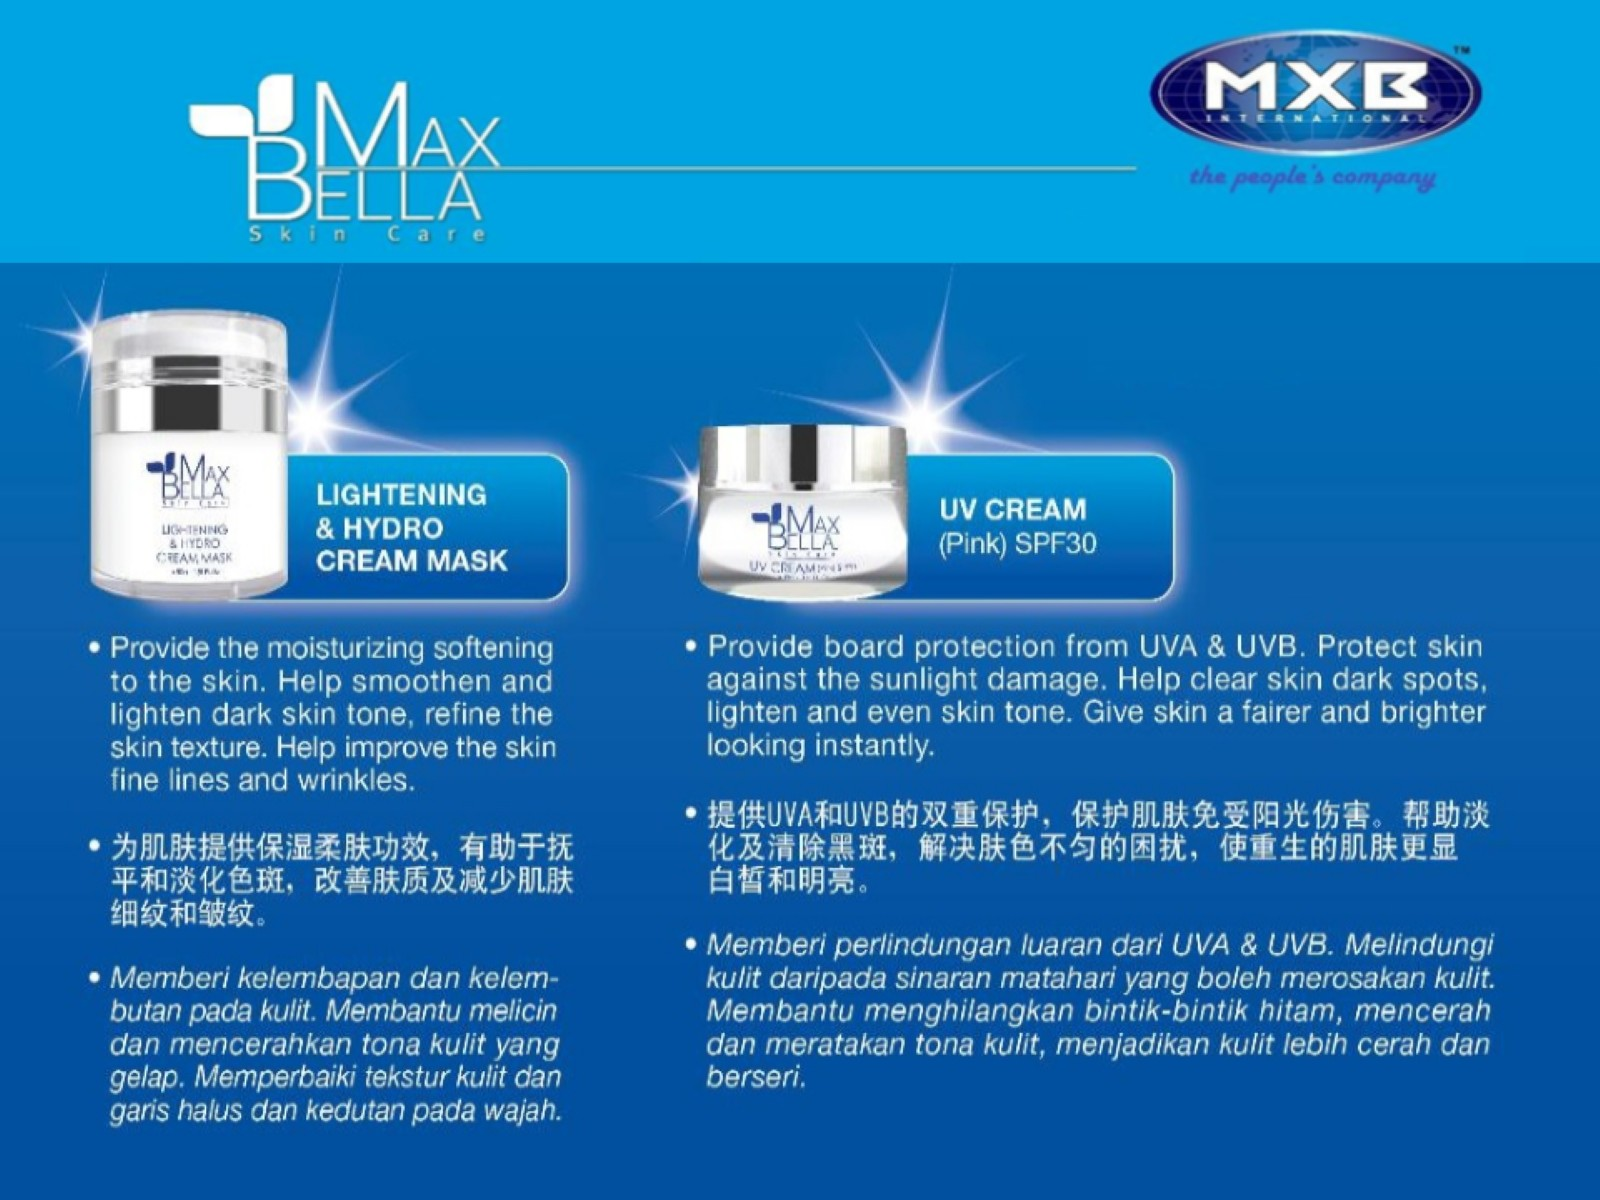 MAX
BELLA
Skin Care
MXB
TM
INTERNATIONAL
the people's company
MAX
BELLA
Skin Care
LIGHTENING
& HYDRO
CREAM MASK
LIGHTENING
& HYDRO
CREAM MASK
• Provide the moisturizing softening
to the skin. Help smoothen and
lighten dark skin tone, refine the
skin texture. Help improve the skin
fine lines and wrinkles.
• 为肌肤提供保湿柔肤功效，有助于抚
平和淡化色斑，改善肤质及减少肌肤
细纹和皱纹。
• Memberi kelembapan dan kelem-
butan pada kulit. Membantu melicin
dan mencerahkan tona kulit yang
gelap. Memperbaiki tekstur kulit dan
garis halus dan kedutan pada wajah.
MAX
BELLA
Skin Care
UV CREAM
UV CREAM
(Pink) SPF30
• Provide board protection from UVA & UVB. Protect skin
against the sunlight damage. Help clear skin dark spots,
lighten and even skin tone. Give skin a fairer and brighter
looking instantly.
• 提供UVA和UVB的双重保护，保护肌肤免受阳光伤害。帮助淡
化及清除黑斑，解决肤色不匀的困扰，使重生的肌肤更显
白皙和明亮。
• Memberi perlindungan luaran dari UVA & UVB. Melindungi
kulit daripada sinaran matahari yang boleh merosakan kulit.
Membantu menghilangkan bintik-bintik hitam, mencerah
dan meratakan tona kulit, menjadikan kulit lebih cerah dan
berseri.